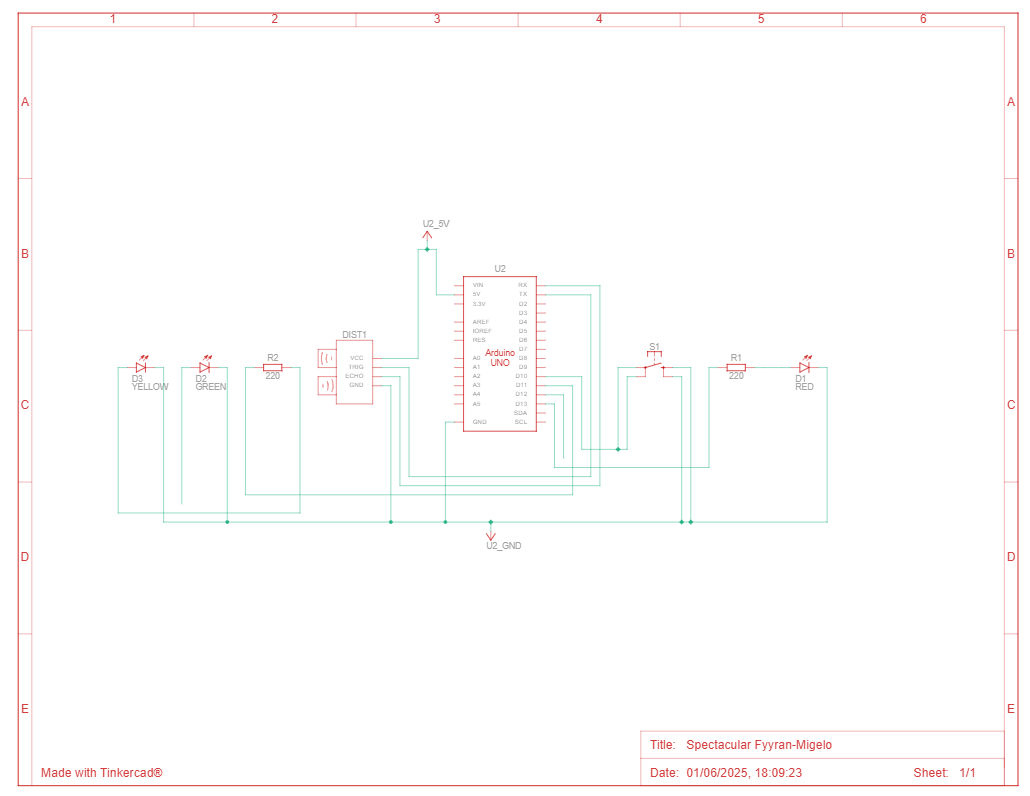 1 2 3 4 5 6
A A
U2_5V
B B
U2
VIN RX
5V TX
3.3V D2
D3
AREF D4
IOREF D5
RES D6
D7
A0 D8
A1 D9
A2 D10
A3 D11
A4 D12
A5 D13
SDA
GND SCL
Arduino
UNO
DIST1
VCC
TRIG
ECHO
GND
S1
D3
YELLOW
D2
GREEN
R2
220
R1
220
D1
RED
C C
U2_GND
D D
E E
Title: Spectacular Fyyran-Migelo
Made with Tinkercad®
Date: 01/06/2025, 18:09:23 Sheet: 1/1